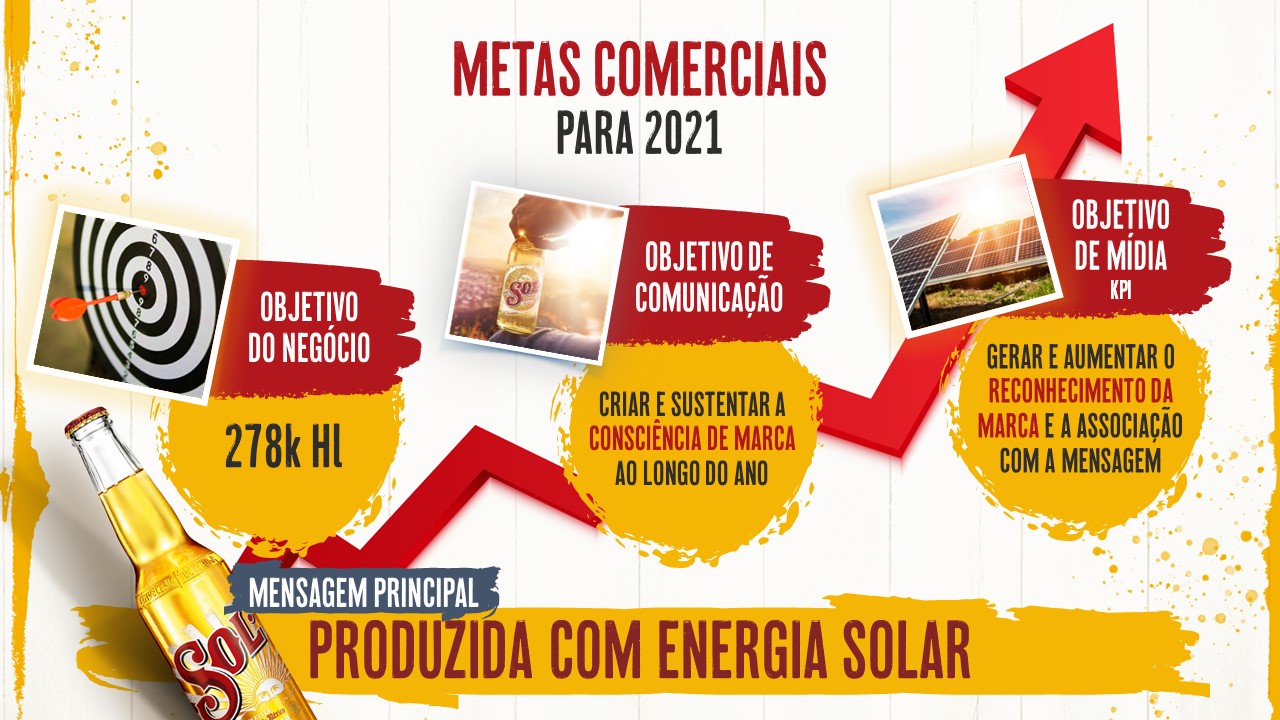 METAS COMERCIAIS
PARA 2021
OBJETIVO
DO NEGÓCIO
278k Hl
OBJETIVO DE
COMUNICAÇÃO
CRIAR E SUSTENTAR A
CONSCIÊNCIA DE MARCA
AO LONGO DO ANO
OBJETIVO
DE MÍDIA
KPI
GERAR E AUMENTAR O
RECONHECIMENTO DA
MARCA E A ASSOCIAÇÃO
COM A MENSAGEM
MENSAGEM PRINCIPAL
PRODUZIDA COM ENERGIA SOLAR
Sol
Sol